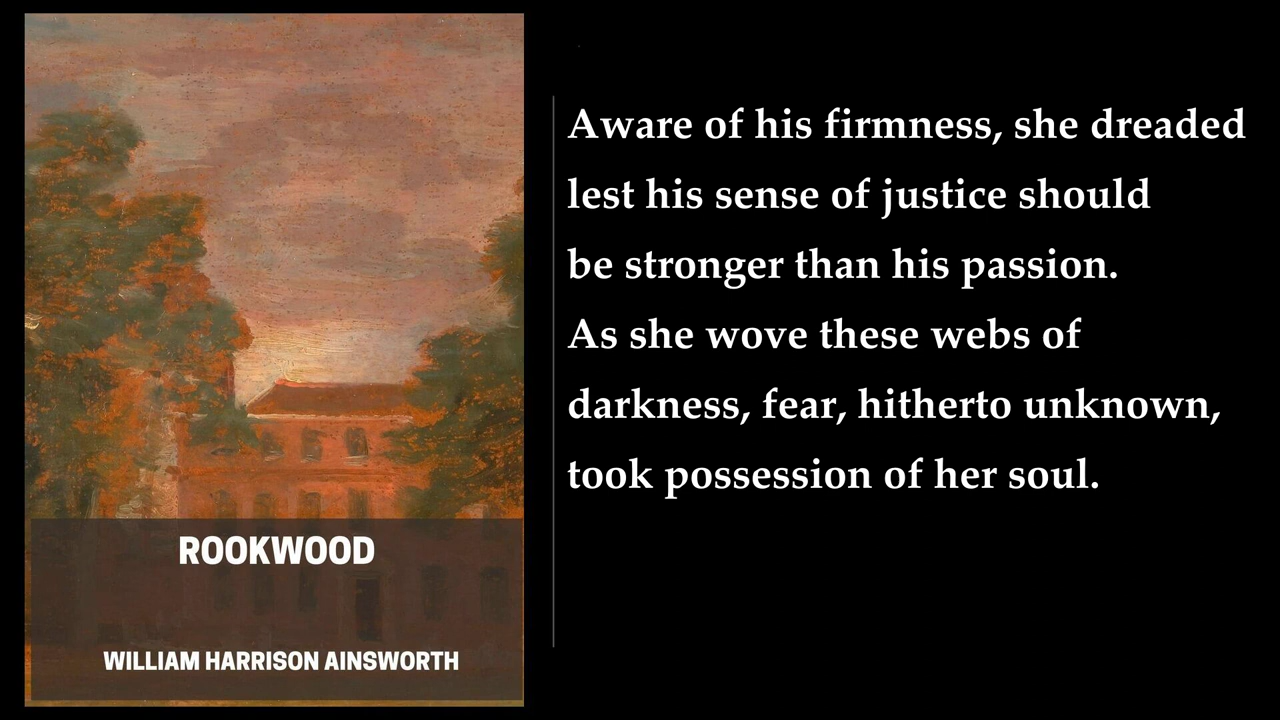 ROOKWOOD
WILLIAM HARRISON AINSWORTH
Aware of his firmness, she dreaded
lest his sense of justice should
be stronger than his passion.
As she wove these webs of
darkness, fear, hitherto unknown,
took possession of her soul.